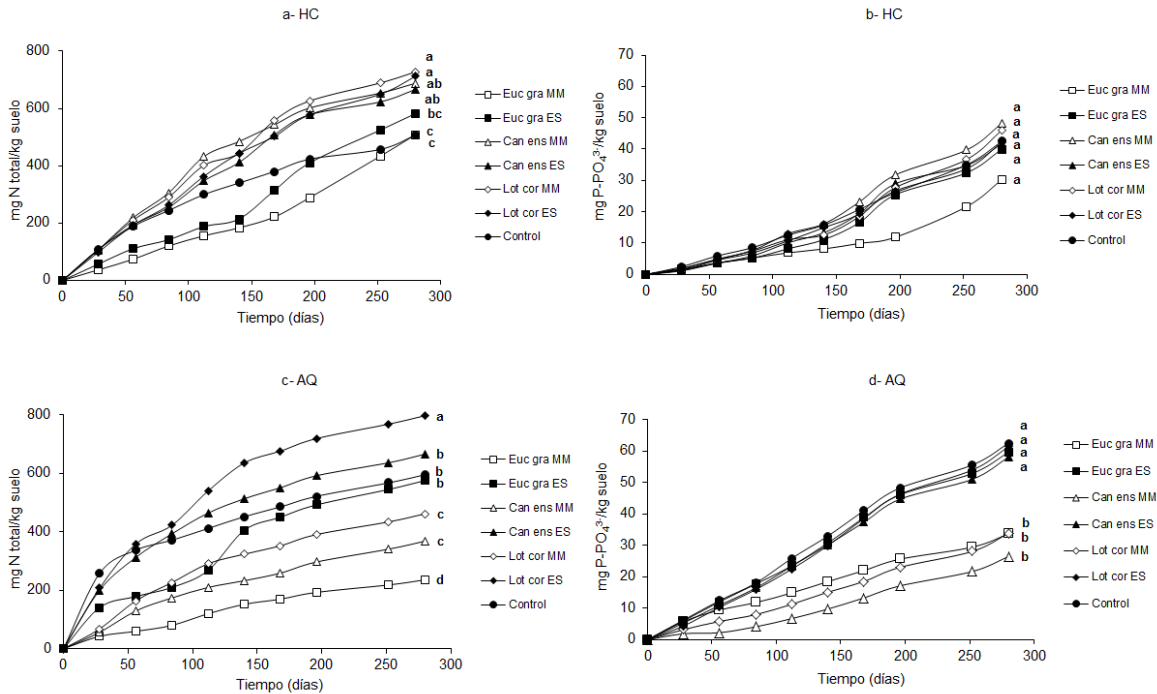 a- HC
mg N total/kg suelo
800
600
400
200
0
0 50 100 150 200 250 300
Tiempo (días)
a
a
ab
ab
bc
c
c
Euc gra MM
Euc gra ES
Can ens MM
Can ens ES
Lot cor MM
Lot cor ES
Control
b- HC
mg P-PO₄³⁻/kg suelo
70
60
50
40
30
20
10
0
0 50 100 150 200 250 300
Tiempo (días)
a
a
a
a
a
a
Euc gra MM
Euc gra ES
Can ens MM
Can ens ES
Lot cor MM
Lot cor ES
Control
c- AQ
mg N total/kg suelo
800
600
400
200
0
0 50 100 150 200 250 300
Tiempo (días)
a
b
b
b
c
c
d
Euc gra MM
Euc gra ES
Can ens MM
Can ens ES
Lot cor MM
Lot cor ES
Control
d- AQ
mg P-PO₄³⁻/kg suelo
70
60
50
40
30
20
10
0
0 50 100 150 200 250 300
Tiempo (días)
a
a
a
a
b
b
b
Euc gra MM
Euc gra ES
Can ens MM
Can ens ES
Lot cor MM
Lot cor ES
Control